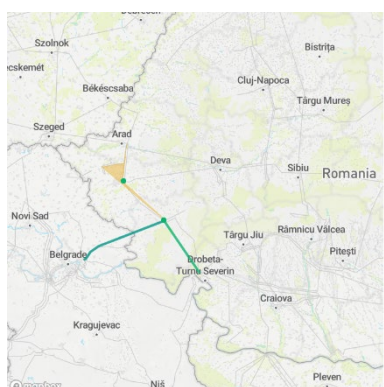 Szolnok
Bistrița
Cluj-Napoca
Békéscsaba
Târgu Mureș
Szeged
Arad
Deva
Sibiu
Romania
Novi Sad
Târgu Jiu
Râmnicu Vâlcea
Belgrade
Drobeta-
Turnu Severin
Pitești
Craiova
Kragujevac
Niš
Pleven
mapbox